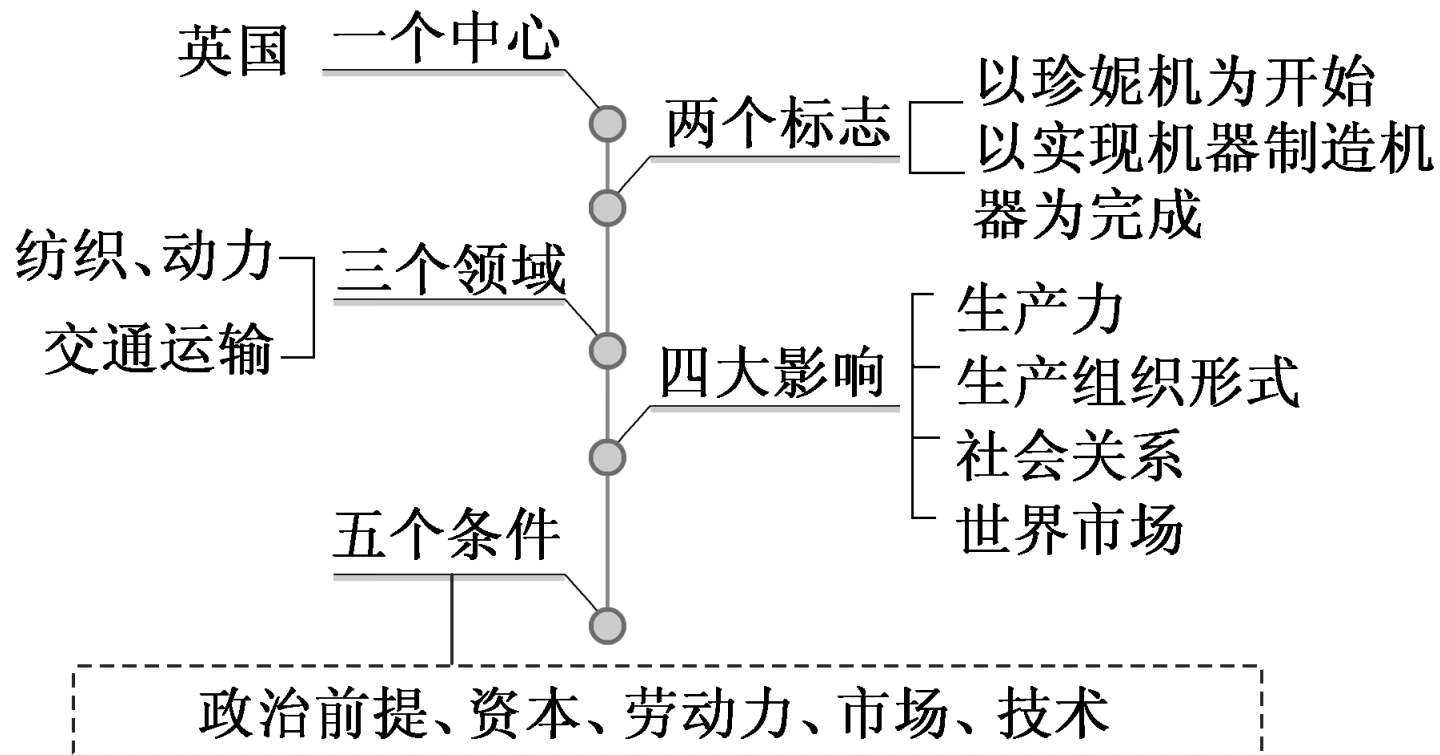 英国 一个中心
两个标志
以珍妮机为开始
以实现机器制造机
器为完成
三个领域
纺织、动力
交通运输
四大影响
生产力
生产组织形式
社会关系
世界市场
五个条件
政治前提、资本、劳动力、市场、技术